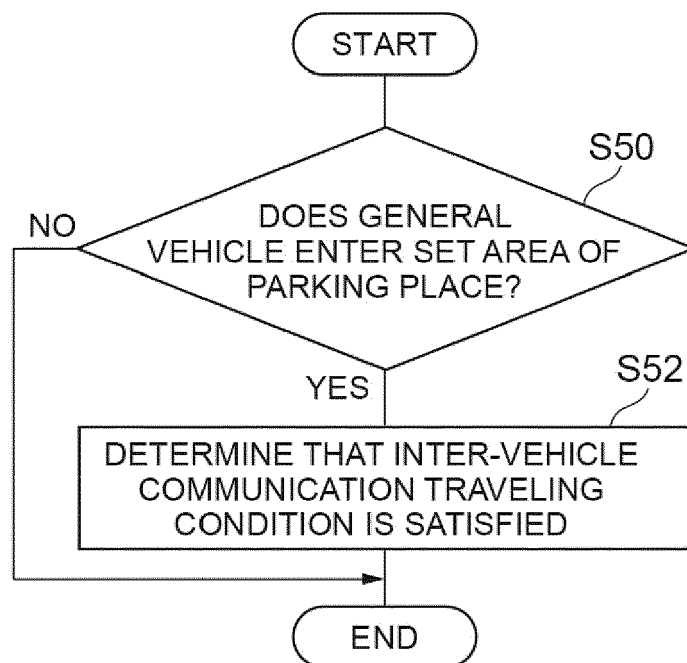 START
S50
NO
DOES GENERAL
VEHICLE ENTER SET AREA OF
PARKING PLACE?
YES
S52
DETERMINE THAT INTER-VEHICLE
COMMUNICATION TRAVELING
CONDITION IS SATISFIED
END